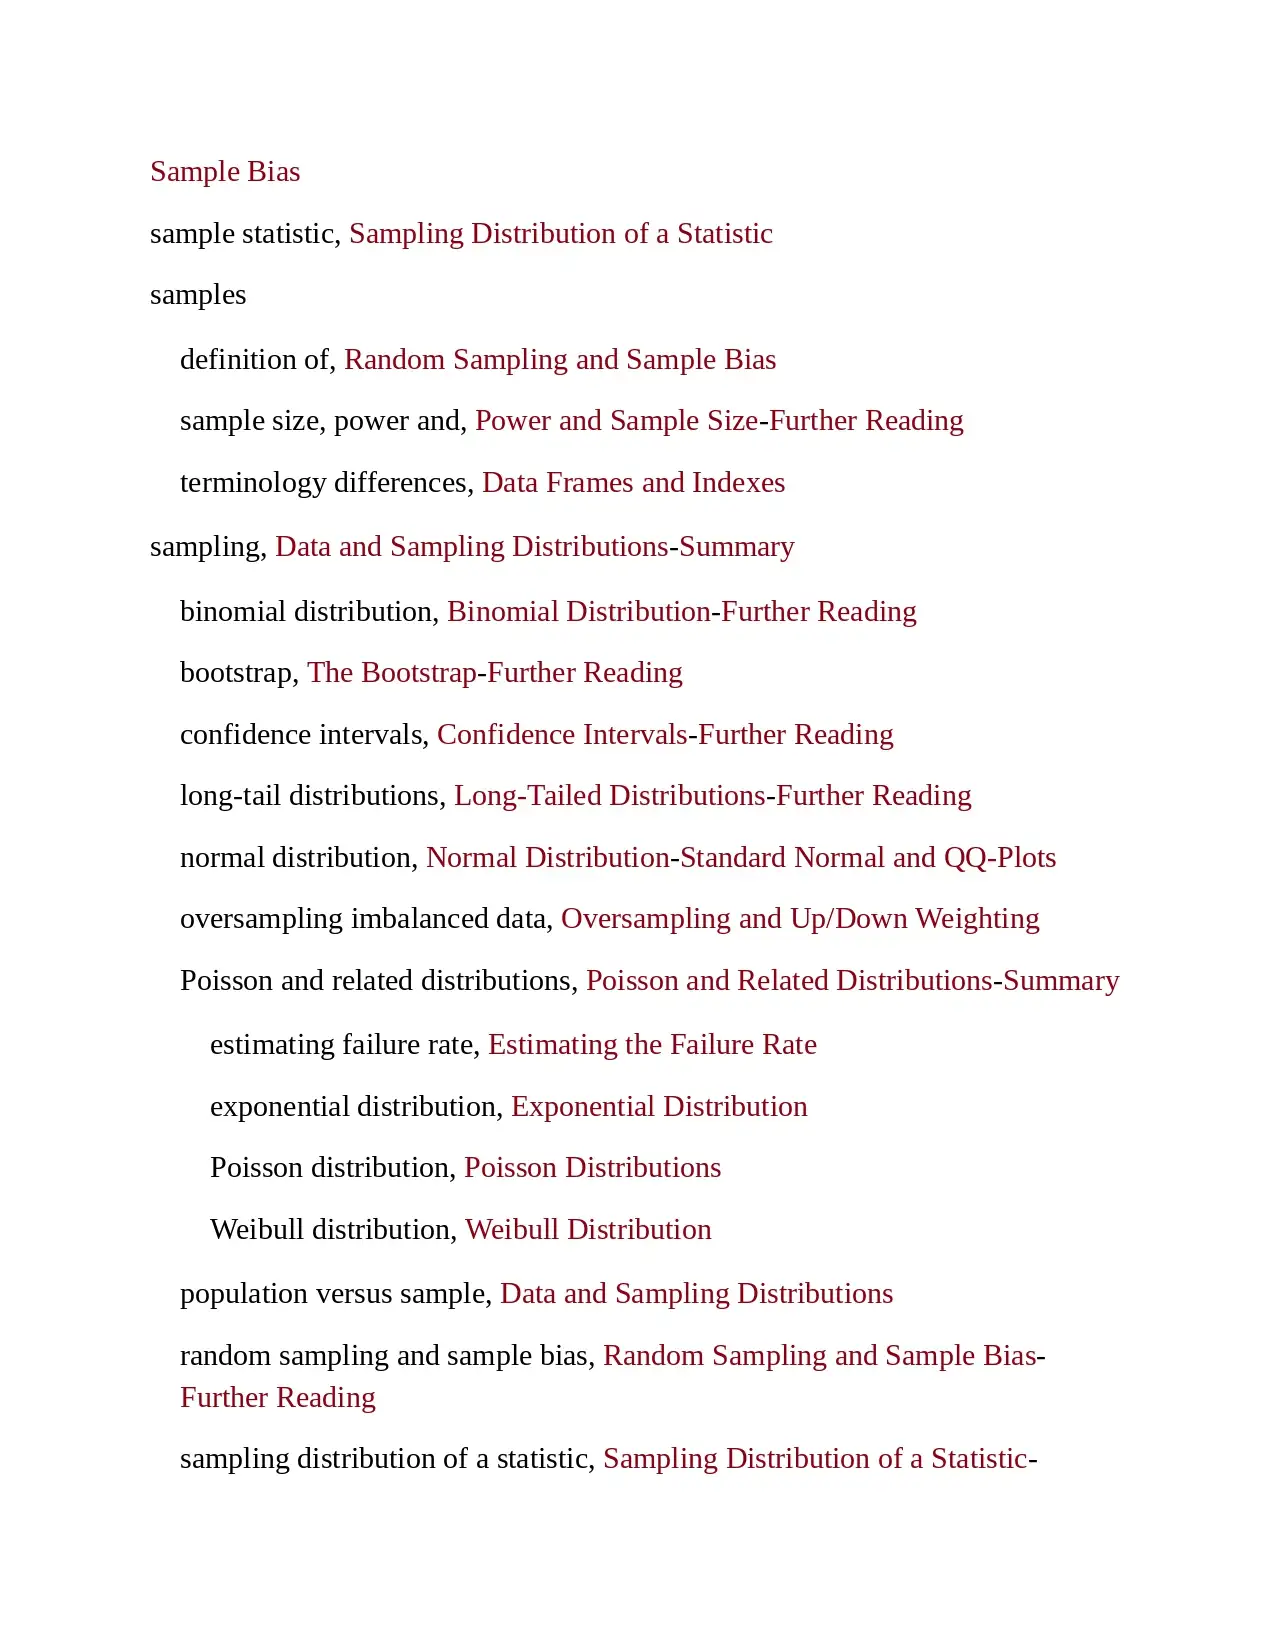 Sample Bias
sample statistic, Sampling Distribution of a Statistic
samples
definition of, Random Sampling and Sample Bias
sample size, power and, Power and Sample Size-Further Reading
terminology differences, Data Frames and Indexes
sampling, Data and Sampling Distributions-Summary
binomial distribution, Binomial Distribution-Further Reading
bootstrap, The Bootstrap-Further Reading
confidence intervals, Confidence Intervals-Further Reading
long-tail distributions, Long-Tailed Distributions-Further Reading
normal distribution, Normal Distribution-Standard Normal and QQ-Plots
oversampling imbalanced data, Oversampling and Up/Down Weighting
Poisson and related distributions, Poisson and Related Distributions-Summary
estimating failure rate, Estimating the Failure Rate
exponential distribution, Exponential Distribution
Poisson distribution, Poisson Distributions
Weibull distribution, Weibull Distribution
population versus sample, Data and Sampling Distributions
random sampling and sample bias, Random Sampling and Sample Bias-
Further Reading
sampling distribution of a statistic, Sampling Distribution of a Statistic-